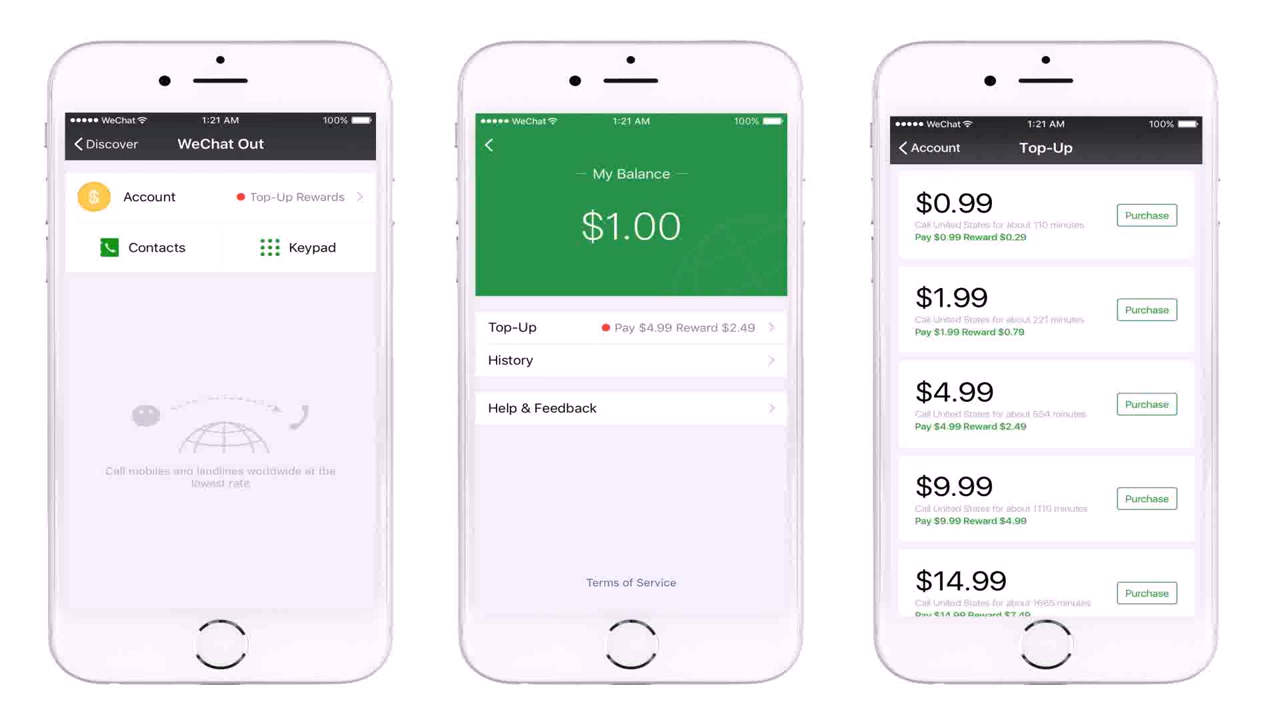 WeChat 1:21 AM 100%
Discover WeChat Out
Account Top-Up Rewards
Contacts Keypad
Call mobiles and landlines worldwide at the
lowest rate
WeChat 1:21 AM 100%
My Balance
$1.00
Top-Up Pay $4.99 Reward $2.49
History
Help & Feedback
Terms of Service
WeChat 1:21 AM 100%
Account Top-Up
$0.99
Call United States for about 110 minutes
Pay $0.99 Reward $0.29
Purchase
$1.99
Call United States for about 221 minutes
Pay $1.99 Reward $0.79
Purchase
$4.99
Call United States for about 554 minutes
Pay $4.99 Reward $2.49
Purchase
$9.99
Call United States for about 1110 minutes
Pay $9.99 Reward $4.99
Purchase
$14.99
Call United States for about 1665 minutes
Pay $14.99 Reward $7.49
Purchase